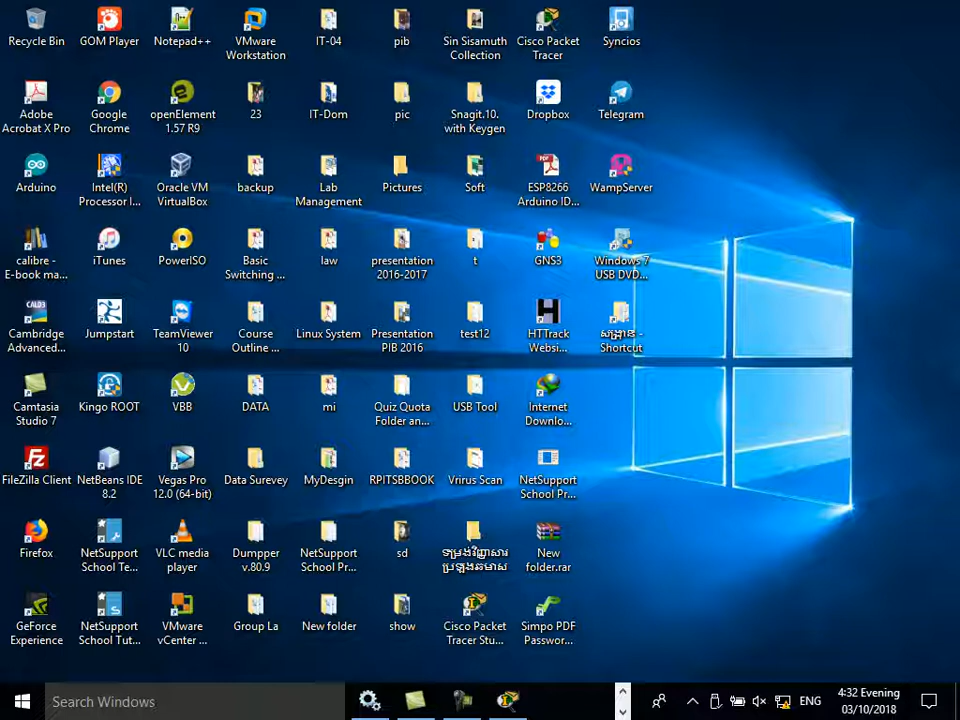 Recycle Bin
GOM Player
Notepad++
VMware
Workstation
IT-04
pib
Sin Sisamuth
Collection
Cisco Packet
Tracer
Syncios
Adobe
Acrobat X Pro
Google
Chrome
openElement
1.57 R9
23
IT-Dom
pic
Snagit.10.
with Keygen
Dropbox
Telegram
Arduino
Intel(R)
Processor I...
Oracle VM
VirtualBox
backup
Lab
Management
Pictures
Soft
ESP8266
Arduino ID...
WampServer
calibre -
E-book ma...
iTunes
PowerISO
Basic
Switching ...
law
presentation
2016-2017
t
GNS3
Windows 7
USB DVD...
Cambridge
Advanced...
Jumpstart
TeamViewer
10
Course
Outline ...
Linux System
Presentation
PIB 2016
test12
HTTrack
Websi...
Shortcut
Camtasia
Studio 7
Kingo ROOT
VBB
DATA
mi
Quiz Quota
Folder an...
USB Tool
Internet
Downlo...
FileZilla Client
NetBeans IDE
8.2
Vegas Pro
12.0 (64-bit)
Data Surevey
MyDesgin
RPITSBBOOK
Vrirus Scan
NetSupport
School Pr...
Firefox
NetSupport
School Te...
VLC media
player
Dumpper
v.80.9
NetSupport
School Pr...
sd
New
folder.rar
GeForce
Experience
NetSupport
School Tut...
VMware
vCenter ...
Group La
New folder
show
Cisco Packet
Tracer Stu...
Simpo PDF
Passwor...
Search Windows
ENG
4:32 Evening
03/10/2018